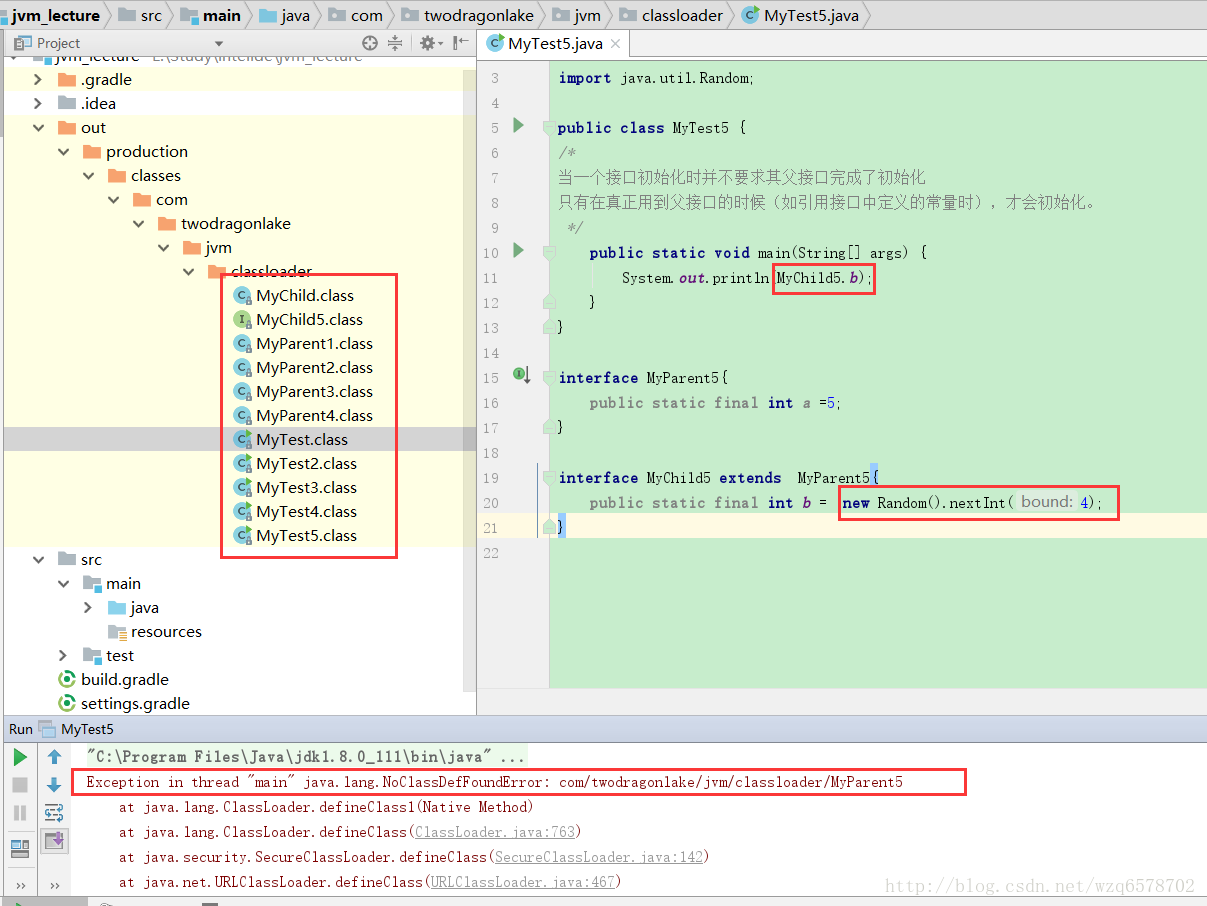 jvm_lecture src main java com twodragonlake jvm classloader MyTest5.java
Project
MyTest5.java
jvm_lecture E:\Study\intelide\jvm_lecture
.gradle
.idea
out
production
classes
com
twodragonlake
jvm
classloader
MyChild.class
MyChild5.class
MyParent1.class
MyParent2.class
MyParent3.class
MyParent4.class
MyTest.class
MyTest2.class
MyTest3.class
MyTest4.class
MyTest5.class
src
main
java
resources
test
build.gradle
settings.gradle
3 import java.util.Random;
4
5 public class MyTest5 {
6 /*
7 当一个接口初始化时并不要求其父接口完成了初始化
8 只有在真正用到父接口的时候（如引用接口中定义的常量时），才会初始化。
9 */
10 public static void main(String[] args) {
11 System.out.println(MyChild5.b);
12 }
13 }
14
15 interface MyParent5{
16 public static final int a =5;
17 }
18
19 interface MyChild5 extends MyParent5{
20 public static final int b = new Random().nextInt( bound: 4);
21 }
22
Run MyTest5
"C:\Program Files\Java\jdk1.8.0_111\bin\java" ...
Exception in thread "main" java.lang.NoClassDefFoundError: com/twodragonlake/jvm/classloader/MyParent5
at java.lang.ClassLoader.defineClass1(Native Method)
at java.lang.ClassLoader.defineClass(ClassLoader.java:763)
at java.security.SecureClassLoader.defineClass(SecureClassLoader.java:142)
at java.net.URLClassLoader.defineClass(URLClassLoader.java:467)
http://blog.csdn.net/wzq6578702